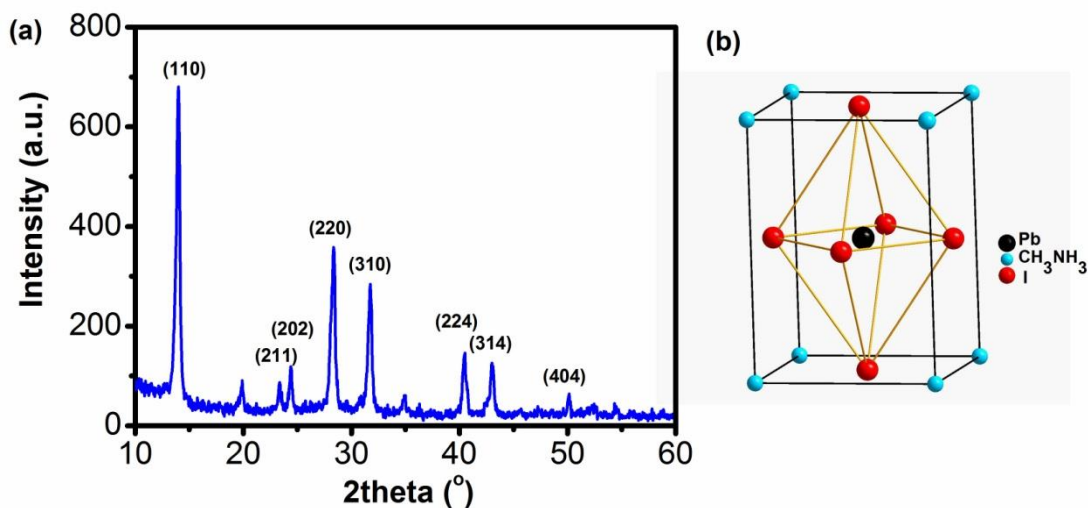 (a)
800
600
400
200
0
Intensity (a.u.)
(110)
(211)
(202)
(220)
(310)
(224)
(314)
(404)
10 20 30 40 50 60
2theta (°)
(b)
Pb
CH₃NH₃
I